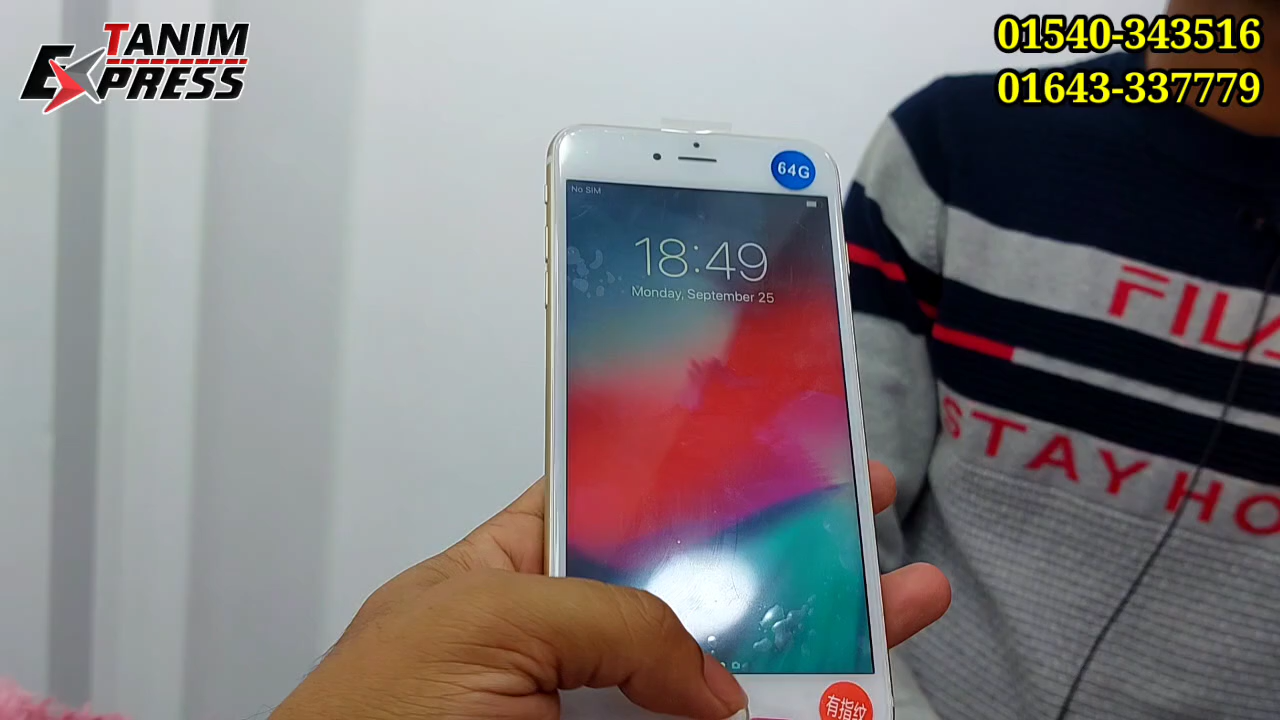 TANIM
EXPRESS
01540-343516
01643-337779
64G
No SIM
18:49
Monday, September 25
FILA
STAY HO
有指纹